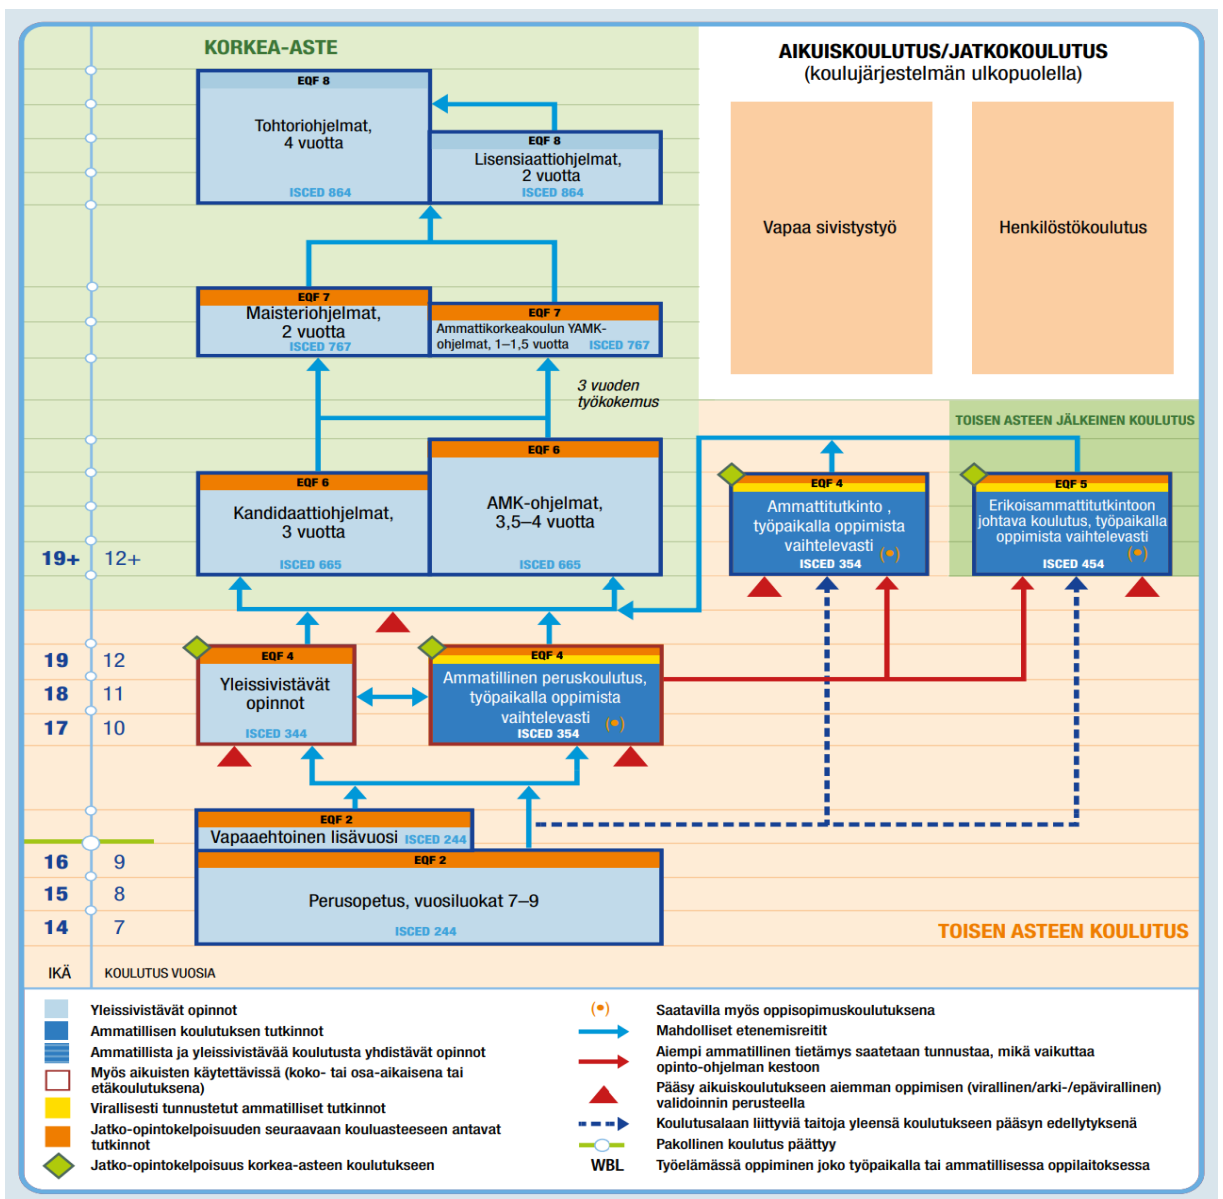 KORKEA-ASTE
AIKUISKOULUTUS/JATKOKOULUTUS
(koulujärjestelmän ulkopuolella)
EQF 8
Tohtoriohjelmat,
4 vuotta
ISCED 864
EQF 8
Lisensiaattiohjelmat,
2 vuotta
ISCED 864
Vapaa sivistystyö
Henkilöstökoulutus
EQF 7
Maisteriohjelmat,
2 vuotta
ISCED 767
EQF 7
Ammattikorkeakoulun YAMK-
ohjelmat, 1–1,5 vuotta ISCED 767
3 vuoden
työkokemus
TOISEN ASTEEN JÄLKEINEN KOULUTUS
EQF 6
Kandidaattiohjelmat,
3 vuotta
ISCED 665
EQF 6
AMK-ohjelmat,
3,5–4 vuotta
ISCED 665
EQF 4
Ammattitutkinto ,
työpaikalla oppimista
vaihtelevasti (•)
ISCED 354
EQF 5
Erikoisammattitutkintoon
johtava koulutus, työpaikalla
oppimista vaihtelevasti
(•)
ISCED 454
19+ 12+
19 12
18 11
17 10
EQF 4
Yleissivistävät
opinnot
ISCED 344
EQF 4
Ammatillinen peruskoulutus,
työpaikalla oppimista
vaihtelevasti (•)
ISCED 354
EQF 2
Vapaaehtoinen lisävuosi ISCED 244
EQF 2
Perusopetus, vuosiluokat 7–9
ISCED 244
16 9
15 8
14 7
TOISEN ASTEEN KOULUTUS
IKÄ KOULUTUS VUOSIA
Yleissivistävät opinnot
Ammatillisen koulutuksen tutkinnot
Ammatillista ja yleissivistävää koulutusta yhdistävät opinnot
Myös aikuisten käytettävissä (koko- tai osa-aikaisena tai
etäkoulutuksena)
Virallisesti tunnustetut ammatilliset tutkinnot
Jatko-opintokelpoisuuden seuraavaan kouluasteeseen antavat
tutkinnot
Jatko-opintokelpoisuus korkea-asteen koulutukseen
(•) Saatavilla myös oppisopimuskoulutuksena
Mahdolliset etenemisreitit
Aiempi ammatillinen tietämys saatetaan tunnustaa, mikä vaikuttaa
opinto-ohjelman kestoon
Pääsy aikuiskoulutukseen aiemman oppimisen (virallinen/arki-/epävirallinen)
validoinnin perusteella
Koulutusalaan liittyviä taitoja yleensä koulutukseen pääsyn edellytyksenä
Pakollinen koulutus päättyy
WBL Työelämässä oppiminen joko työpaikalla tai ammatillisessa oppilaitoksessa